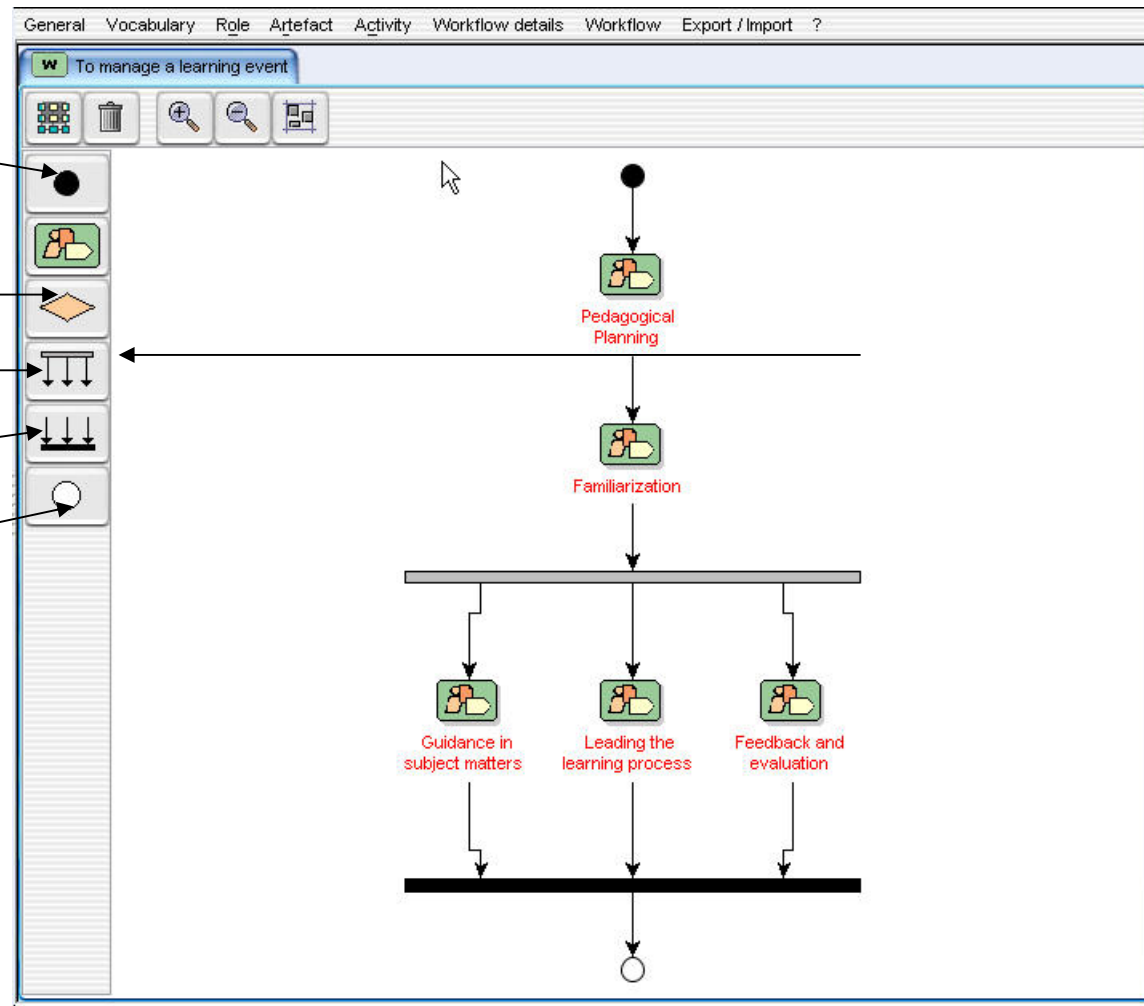 General Vocabulary Role Artefact Activity Workflow details Workflow Export / Import ?
W To manage a learning event
Pedagogical
Planning
Familiarization
Guidance in
subject matters
Leading the
learning process
Feedback and
evaluation